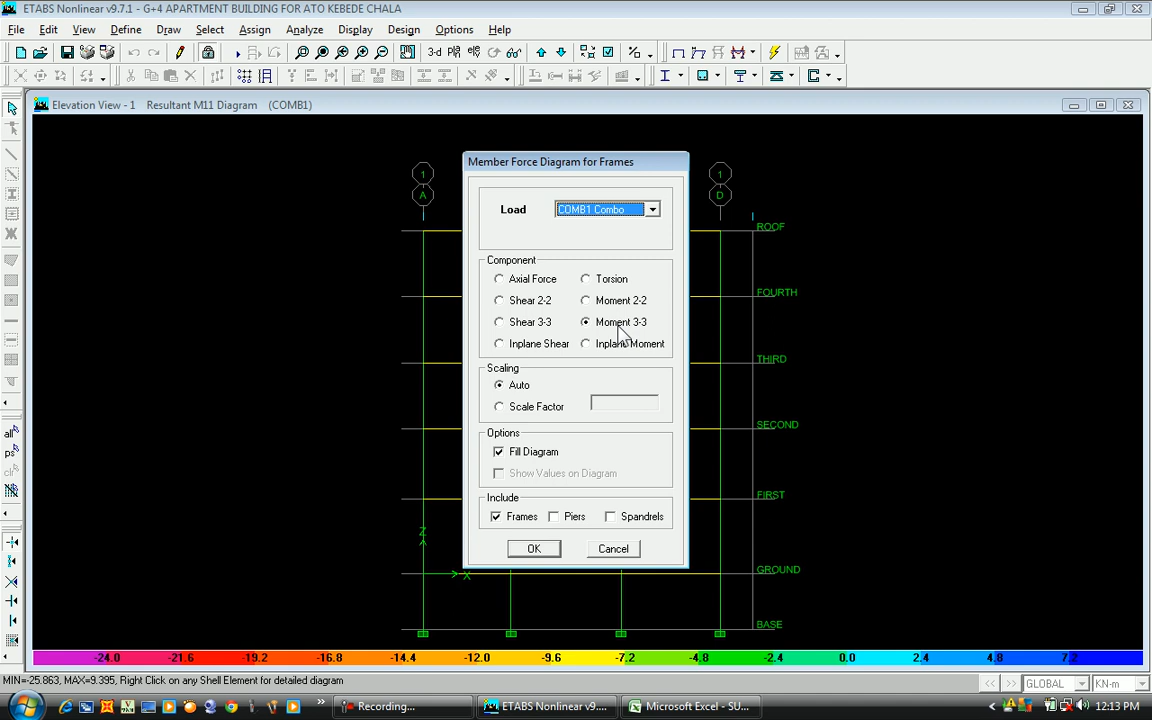 ETABS Nonlinear v9.7.1 - G+4 APARTMENT BUILDING FOR ATO KEBEDE CHALA
File Edit View Define Draw Select Assign Analyze Display Design Options Help
3-d
Elevation View - 1 Resultant M11 Diagram (COMB1)
Member Force Diagram for Frames
Load COMB1 Combo
Component
Axial Force Torsion
Shear 2-2 Moment 2-2
Shear 3-3 Moment 3-3
Inplane Shear Inplane Moment
Scaling
Auto
Scale Factor
Options
Fill Diagram
Show Values on Diagram
Include
Frames Piers Spandrels
OK Cancel
1 1
A D
ROOF
FOURTH
THIRD
SECOND
FIRST
GROUND
BASE
Z
X
all
ps
clr
-24.0 -21.6 -19.2 -16.8 -14.4 -12.0 -9.6 -7.2 -4.8 -2.4 0.0 2.4 4.8 7.2
MIN=-25.863, MAX=9.395, Right Click on any Shell Element for detailed diagram
GLOBAL KN-m
Recording... ETABS Nonlinear v9.... Microsoft Excel - SU... 12:13 PM